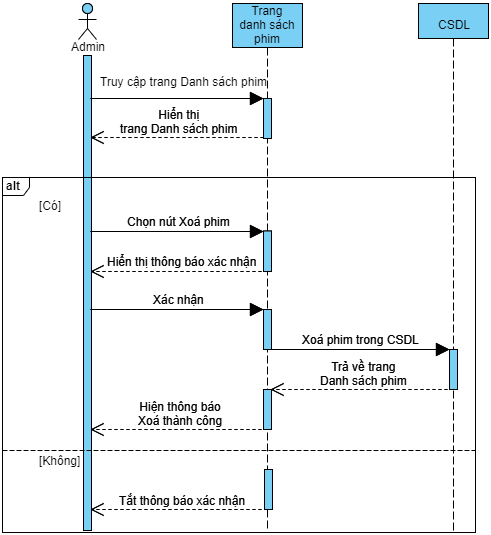 Admin
Trang
danh sách
phim
CSDL
Truy cập trang Danh sách phim
Hiển thị
trang Danh sách phim
alt
[Có]
Chọn nút Xoá phim
Hiển thị thông báo xác nhận
Xác nhận
Xoá phim trong CSDL
Trả về trang
Danh sách phim
Hiện thông báo
Xoá thành công
[Không]
Tắt thông báo xác nhận